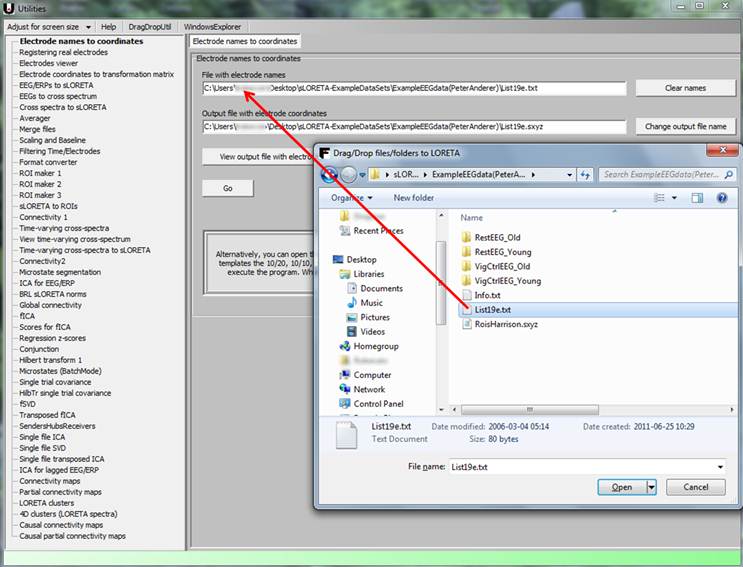 Utilities
Adjust for screen size Help DragDropUtil WindowsExplorer
Electrode names to coordinates
Registering real electrodes
Electrodes viewer
Electrode coordinates to transformation matrix
EEG/ERPs to sLORETA
EEGs to cross spectrum
Cross spectra to sLORETA
Averager
Merge files
Scaling and Baseline
Filtering Time/Electrodes
Format converter
ROI maker 1
ROI maker 2
ROI maker 3
sLORETA to ROIs
Connectivity 1
Time-varying cross-spectra
View time varying cross-spectrum
Time-varying cross-spectra to sLORETA
Connectivity2
Microstate segmentation
ICA for EEG/ERP
BRL sLORETA norms
Global connectivity
fICA
Scores for fICA
Regression z-scores
Conjunction
Hilbert transform 1
Microstates (BatchMode)
Single trial covariance
HilbTr single trial covariance
fSVD
Transposed fICA
SendersHubsReceivers
Single file ICA
Single file SVD
Single file transposed ICA
ICA for lagged EEG/ERP
Connectivity maps
Partial connectivity maps
LORETA clusters
4D clusters (LORETA spectra)
Causal connectivity maps
Causal partial connectivity maps
Electrode names to coordinates
Electrode names to coordinates
File with electrode names
C:\Users\ \Desktop\sLORETA-ExampleDataSets\ExampleEEGdata(PeterAnderer)\List19e.txt
Clear names
Output file with electrode coordinates
C:\Users\ \Desktop\sLORETA-ExampleDataSets\ExampleEEGdata(PeterAnderer)\List19e.sxyz
Change output file name
View output file with electro
Go
Alternatively, you can open th
templates the 10/20, 10/10,
execute the program. Wh
Drag/Drop files/folders to LORETA
sLOR... ExampleEEGdata(PeterA...
Search ExampleEEGdata(PeterAnd...
Organize New folder
Recent Places
Desktop
Libraries
Documents
Music
Pictures
Videos
Homegroup
Computer
Network
Control Panel
Name
RestEEG_Old
RestEEG_Young
VigCtrlEEG_Old
VigCtrlEEG_Young
Info.txt
List19e.txt
RoisHarrison.sxyz
List19e.txt Date modified: 2006-03-04 05:14 Date created: 2011-06-25 10:29
Text Document Size: 80 bytes
File name: List19e.txt
Open Cancel